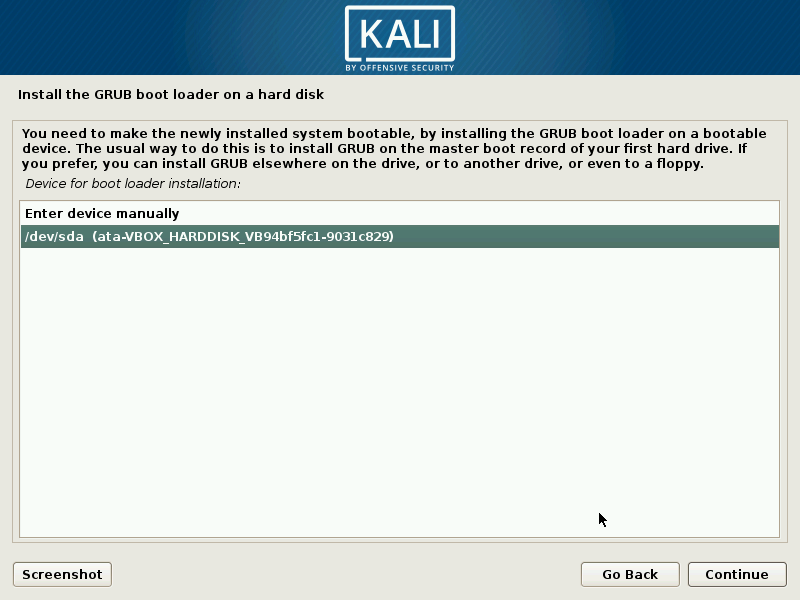 KALI
BY OFFENSIVE SECURITY
Install the GRUB boot loader on a hard disk
You need to make the newly installed system bootable, by installing the GRUB boot loader on a bootable
device. The usual way to do this is to install GRUB on the master boot record of your first hard drive. If
you prefer, you can install GRUB elsewhere on the drive, or to another drive, or even to a floppy.
Device for boot loader installation:
Enter device manually
/dev/sda  (ata-VBOX_HARDDISK_VB94bf5fc1-9031c829)
Screenshot
Go Back
Continue